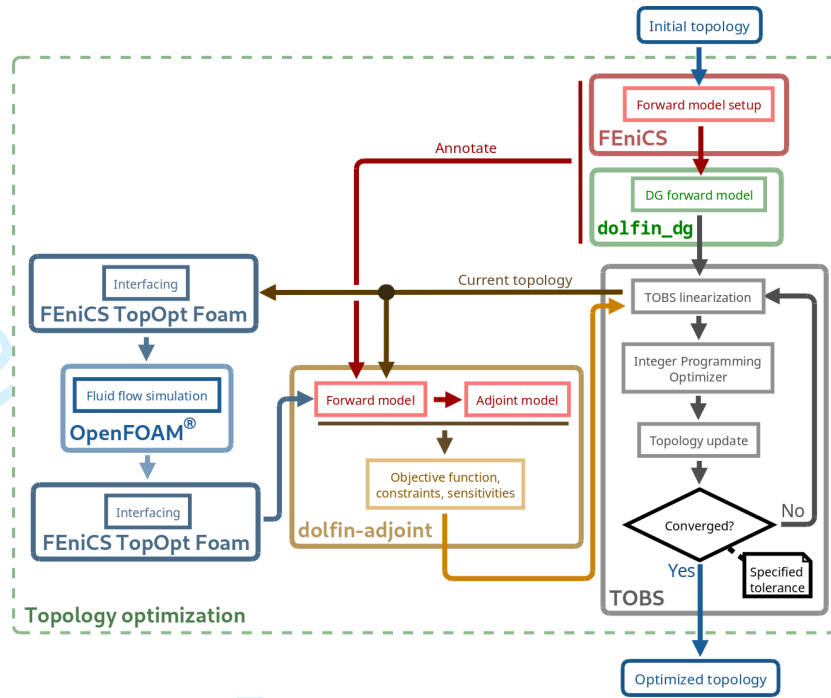 Initial topology
Forward model setup
FEniCS
Annotate
DG forward model
dolfin_dg
Current topology
Interfacing
FEniCS TopOpt Foam
TOBS linearization
Integer Programming
Optimizer
Fluid flow simulation
OpenFOAM®
Forward model
Adjoint model
Topology update
Objective function,
constraints, sensitivities
Interfacing
FEniCS TopOpt Foam
dolfin-adjoint
Converged?
No
Yes
Specified
tolerance
TOBS
Topology optimization
Optimized topology